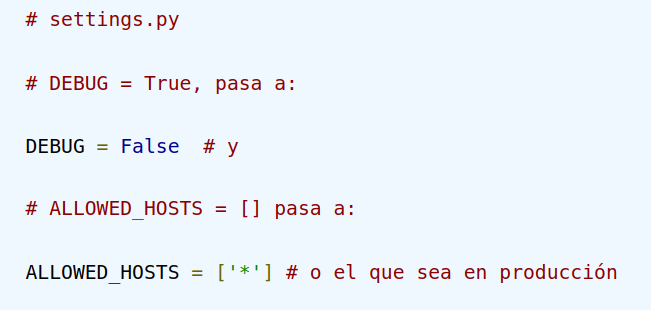 # settings.py
# DEBUG = True, pasa a:
DEBUG = False  # y
# ALLOWED_HOSTS = [] pasa a:
ALLOWED_HOSTS = ['*'] # o el que sea en producción